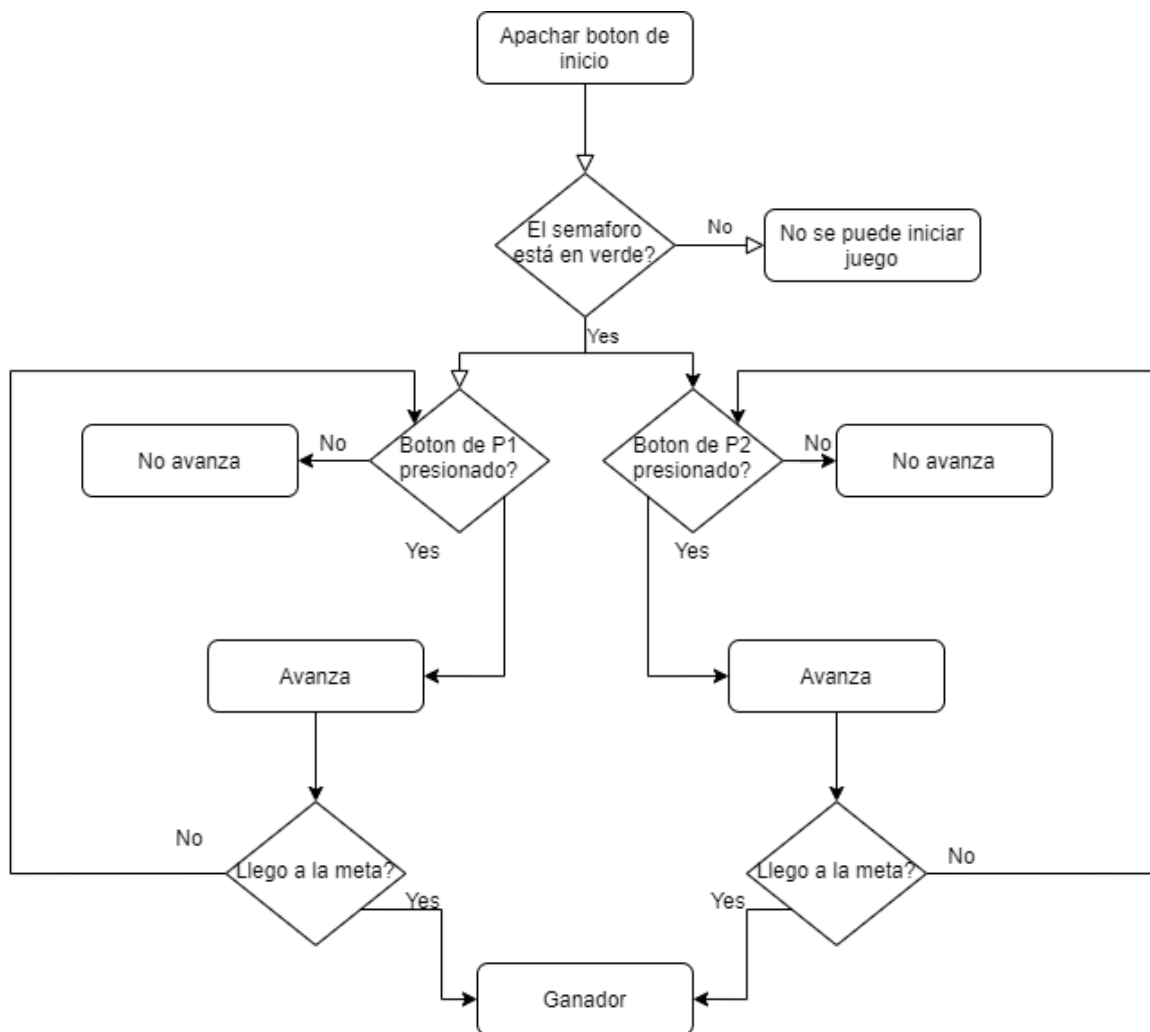 Apachar boton de
inicio
El semaforo
está en verde?
No
No se puede iniciar
juego
Yes
No avanza
No
Boton de P1
presionado?
Boton de P2
presionado?
No
No avanza
Yes
Yes
Avanza
Avanza
No
Llego a la meta?
Yes
Llego a la meta?
No
Yes
Ganador